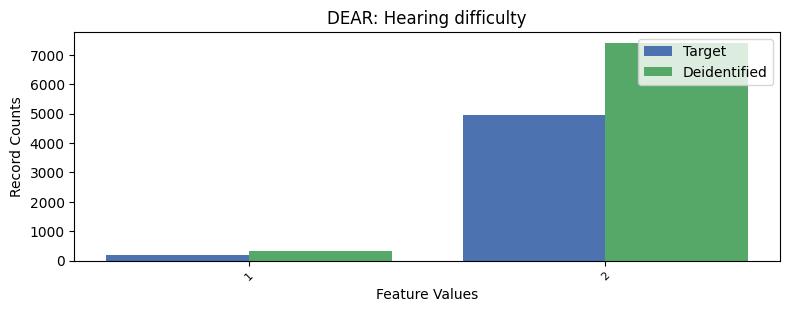 DEAR: Hearing difficulty
Target
Deidentified
7000
6000
5000
4000
3000
2000
1000
0
Record Counts
1
2
Feature Values